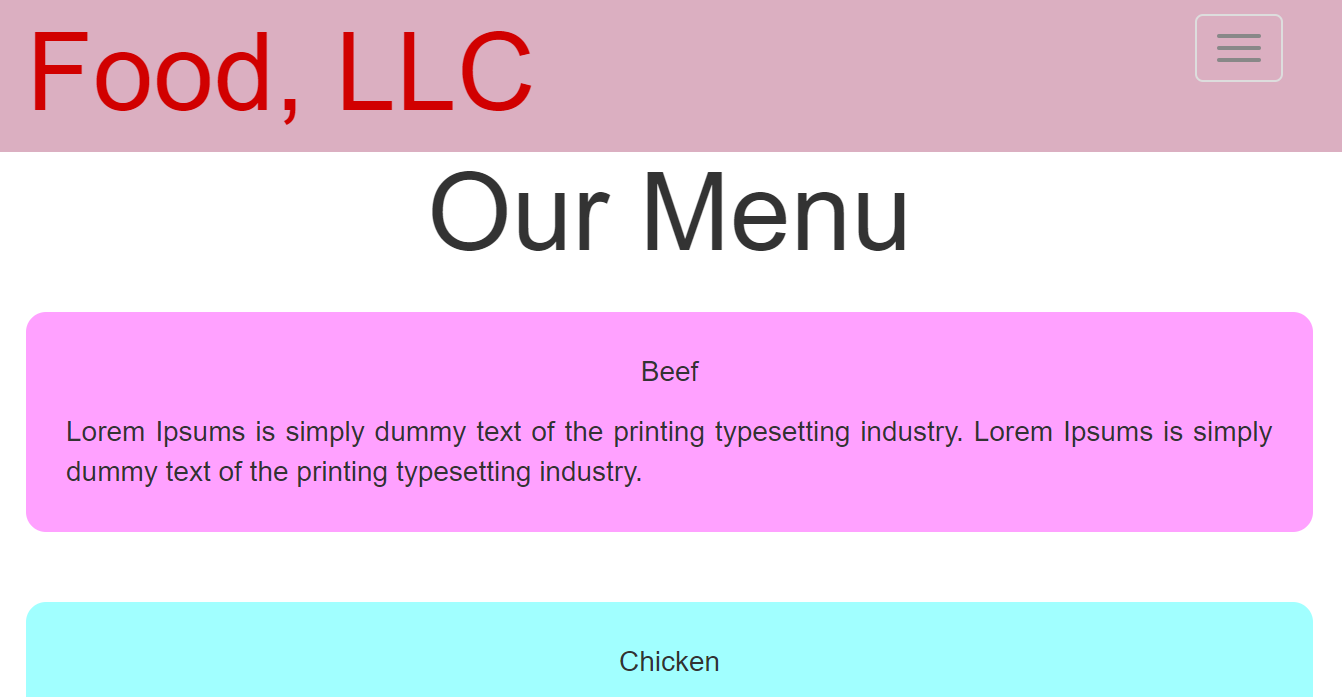 Food, LLC
Our Menu
Beef
Lorem Ipsums is simply dummy text of the printing typesetting industry. Lorem Ipsums is simply
dummy text of the printing typesetting industry.
Chicken